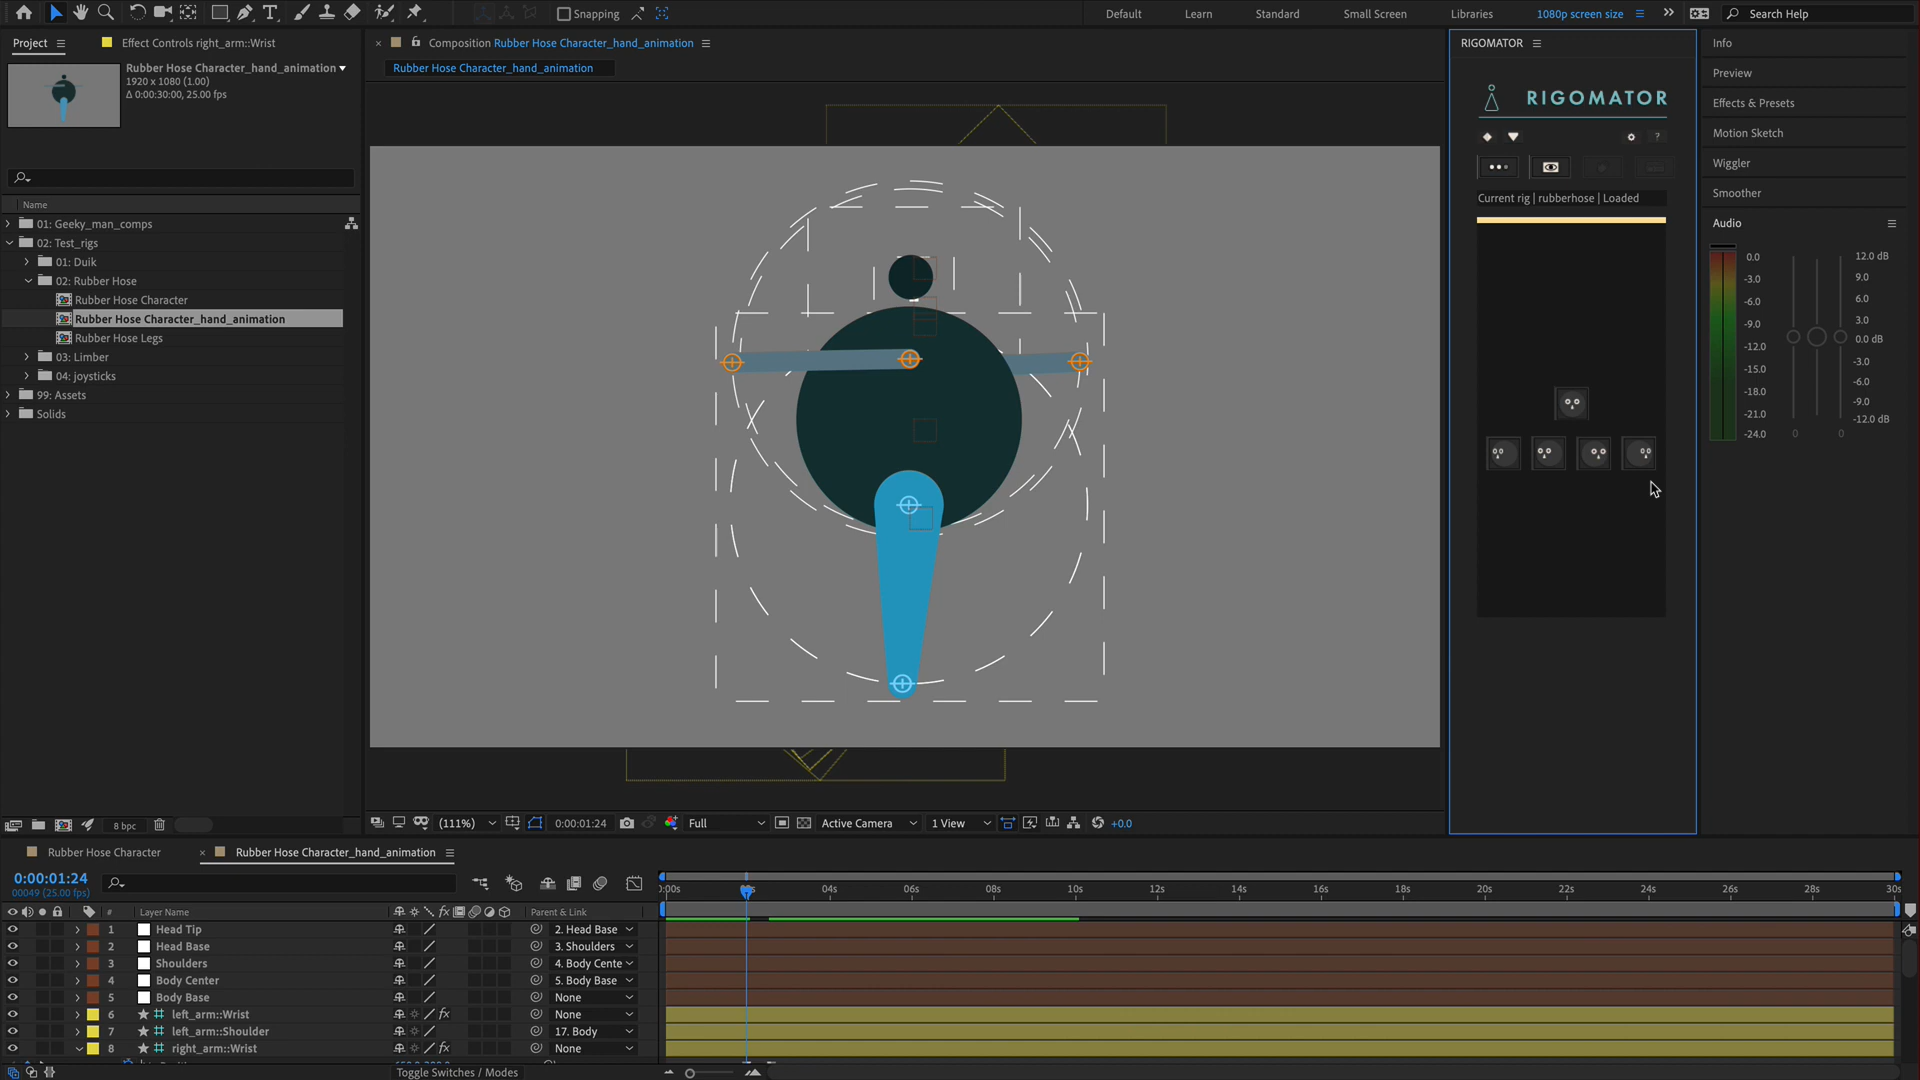 Snapping
Default
Learn
Standard
Small Screen
Libraries
1080p screen size
Search Help
Project
Effect Controls right_arm::Wrist
Composition Rubber Hose Character_hand_animation
Rubber Hose Character_hand_animation
Rubber Hose Character_hand_animation
1920 x 1080 (1.00)
Δ 0:00:30:00, 25.00 fps
Name
01: Geeky_man_comps
02: Test_rigs
01: Duik
02: Rubber Hose
Rubber Hose Character
Rubber Hose Character_hand_animation
Rubber Hose Legs
03: Limber
04: joysticks
99: Assets
Solids
8 bpc
(111%)
0:00:01:24
Full
Active Camera
1 View
+0.0
RIGOMATOR
RIGOMATOR
?
Current rig | rubberhose | Loaded
Info
Preview
Effects & Presets
Motion Sketch
Wiggler
Smoother
Audio
0.0
-3.0
-6.0
-9.0
-12.0
-15.0
-18.0
-21.0
-24.0
12.0 dB
9.0
6.0
3.0
0.0 dB
-3.0
-6.0
-9.0
-12.0 dB
0
0
Rubber Hose Character
Rubber Hose Character_hand_animation
0:00:01:24
00049 (25.00 fps)
# Layer Name
Parent & Link
1 Head Tip 2. Head Base
2 Head Base 3. Shoulders
3 Shoulders 4. Body Cente
4 Body Center 5. Body Base
5 Body Base None
6 left_arm::Wrist fx None
7 left_arm::Shoulder 17. Body
8 right_arm::Wrist fx None
Toggle Switches / Modes
0:00s
04s
06s
08s
10s
12s
14s
16s
18s
20s
22s
24s
26s
28s
30s